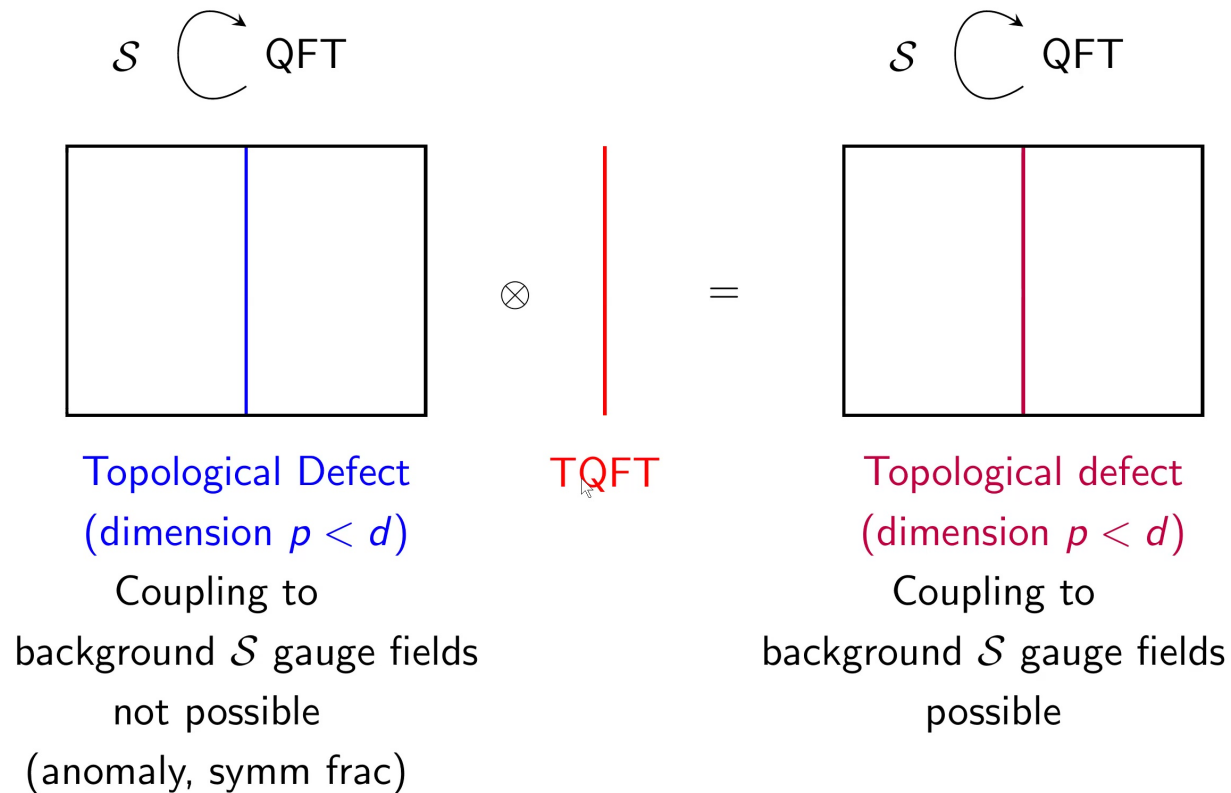 𝒮 QFT
𝒮 QFT
⊗
=
Topological Defect
(dimension p < d)
Coupling to
background 𝒮 gauge fields
not possible
(anomaly, symm frac)
TQFT
Topological defect
(dimension p < d)
Coupling to
background 𝒮 gauge fields
possible